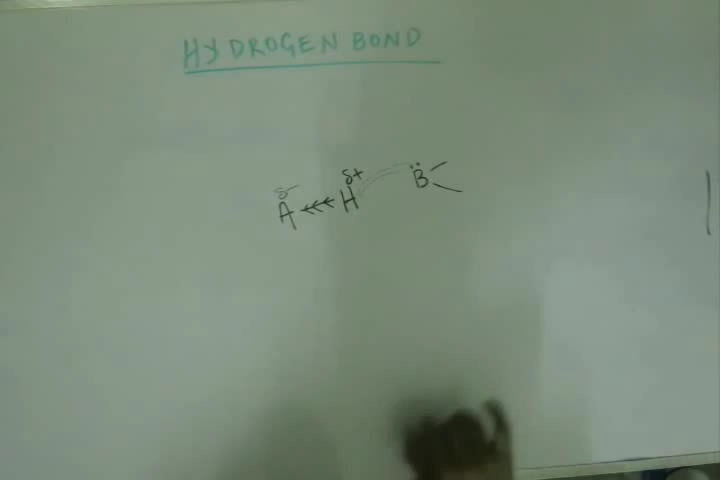 HYDROGEN BOND
δ- δ+
A H B